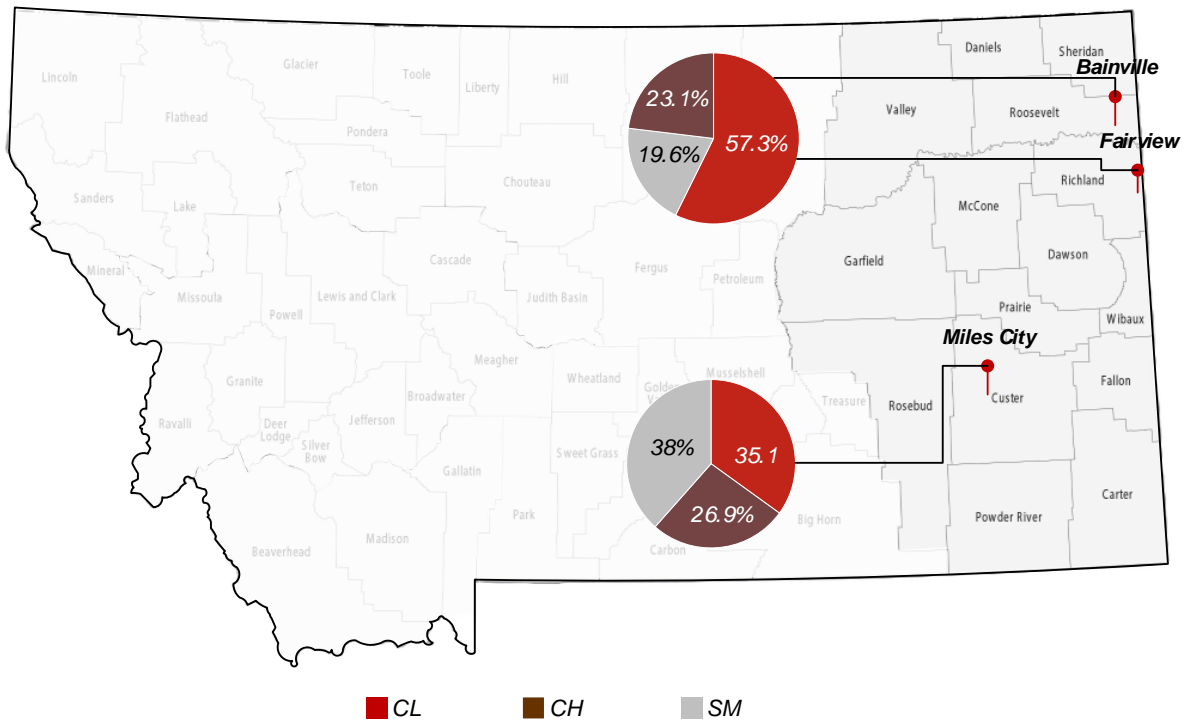 Daniels
Sheridan
Bainville
Glacier
Toole
Liberty
Hill
Lincoln
Valley
Roosevelt
Flathead
Pondera
Fairview
Teton
Chouteau
Richland
Sanders
Lake
McCone
Cascade
Garfield
Dawson
Fergus
Petroleum
Mineral
Missoula
Lewis and Clark
Judith Basin
Powell
Prairie
Wibaux
Miles City
Meagher
Wheatland
Golden
Musselshell
Granite
Broadwater
Treasure
Fallon
Custer
Rosebud
Ravalli
Deer
Lodge
Jefferson
Silver
Bow
Gallatin
Sweet Grass
Carter
Park
Big Horn
Powder River
Madison
Beaverhead
Carbon
23.1%
57.3%
19.6%
38%
35.1
26.9%
CL
CH
SM